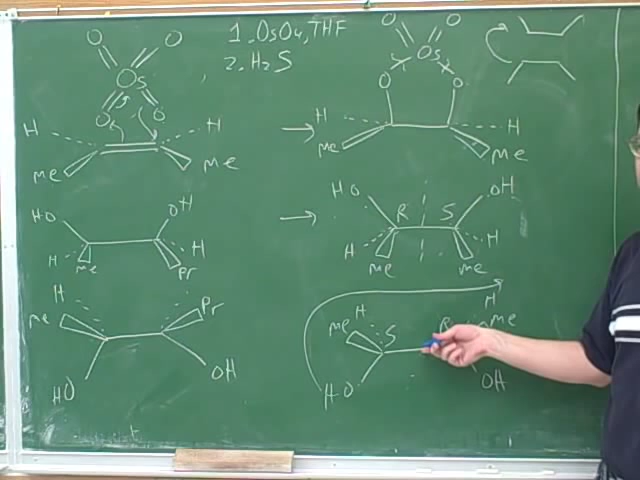 1. OsO4, THF
2. H2S
O O
Os
O O
H H
Me Me
O O
Os
O O
H H
Me Me
HO OH
H H
Me Pr
HO OH
R S
H H
Me Me
H
Me Pr
HO OH
H H
Me S R Me
HO OH